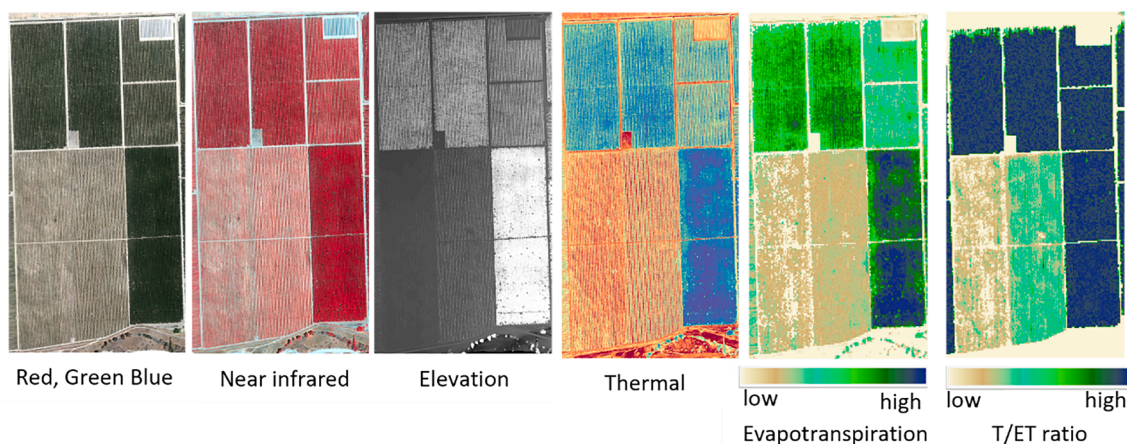 Red, Green Blue
Near infrared
Elevation
Thermal
low high
Evapotranspiration
low high
T/ET ratio